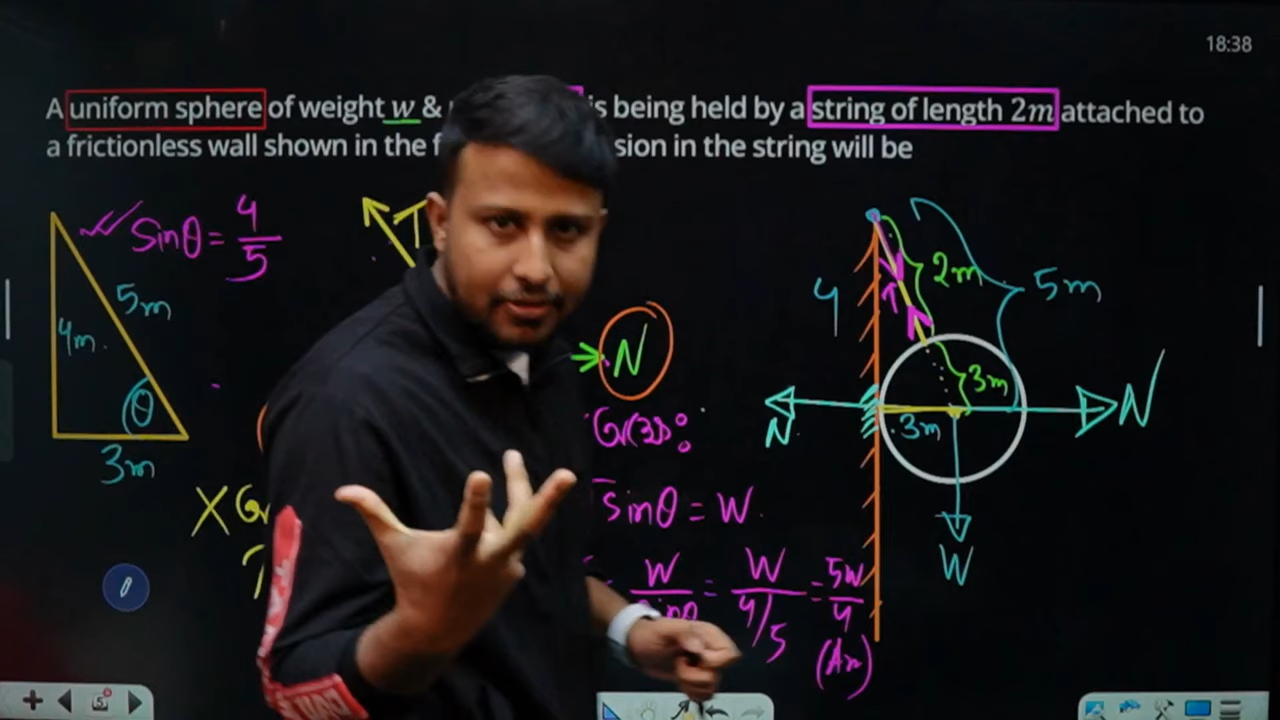 18:38
A uniform sphere of weight w & is being held by a string of length 2m attached to
a frictionless wall shown in the in the string will be
Sinθ = 4/5
5m
4m.
θ
3m
T
N
4
2m
T
5m
3m
3m
N
N
W
sinθ = W
W = W/4/5 = 5W/4
(An)